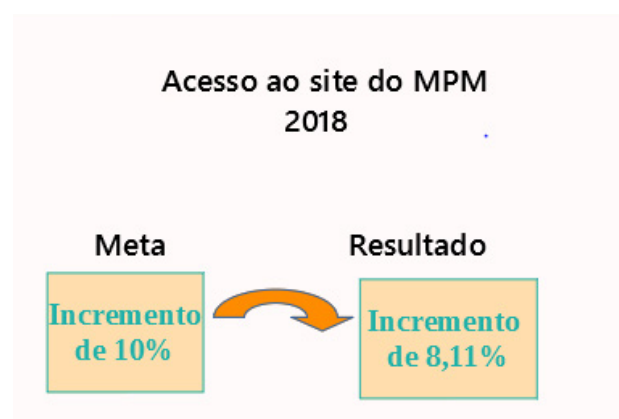 Acesso ao site do MPM
2018
Meta
Resultado
Incremento
de 10%
Incremento
de 8,11%